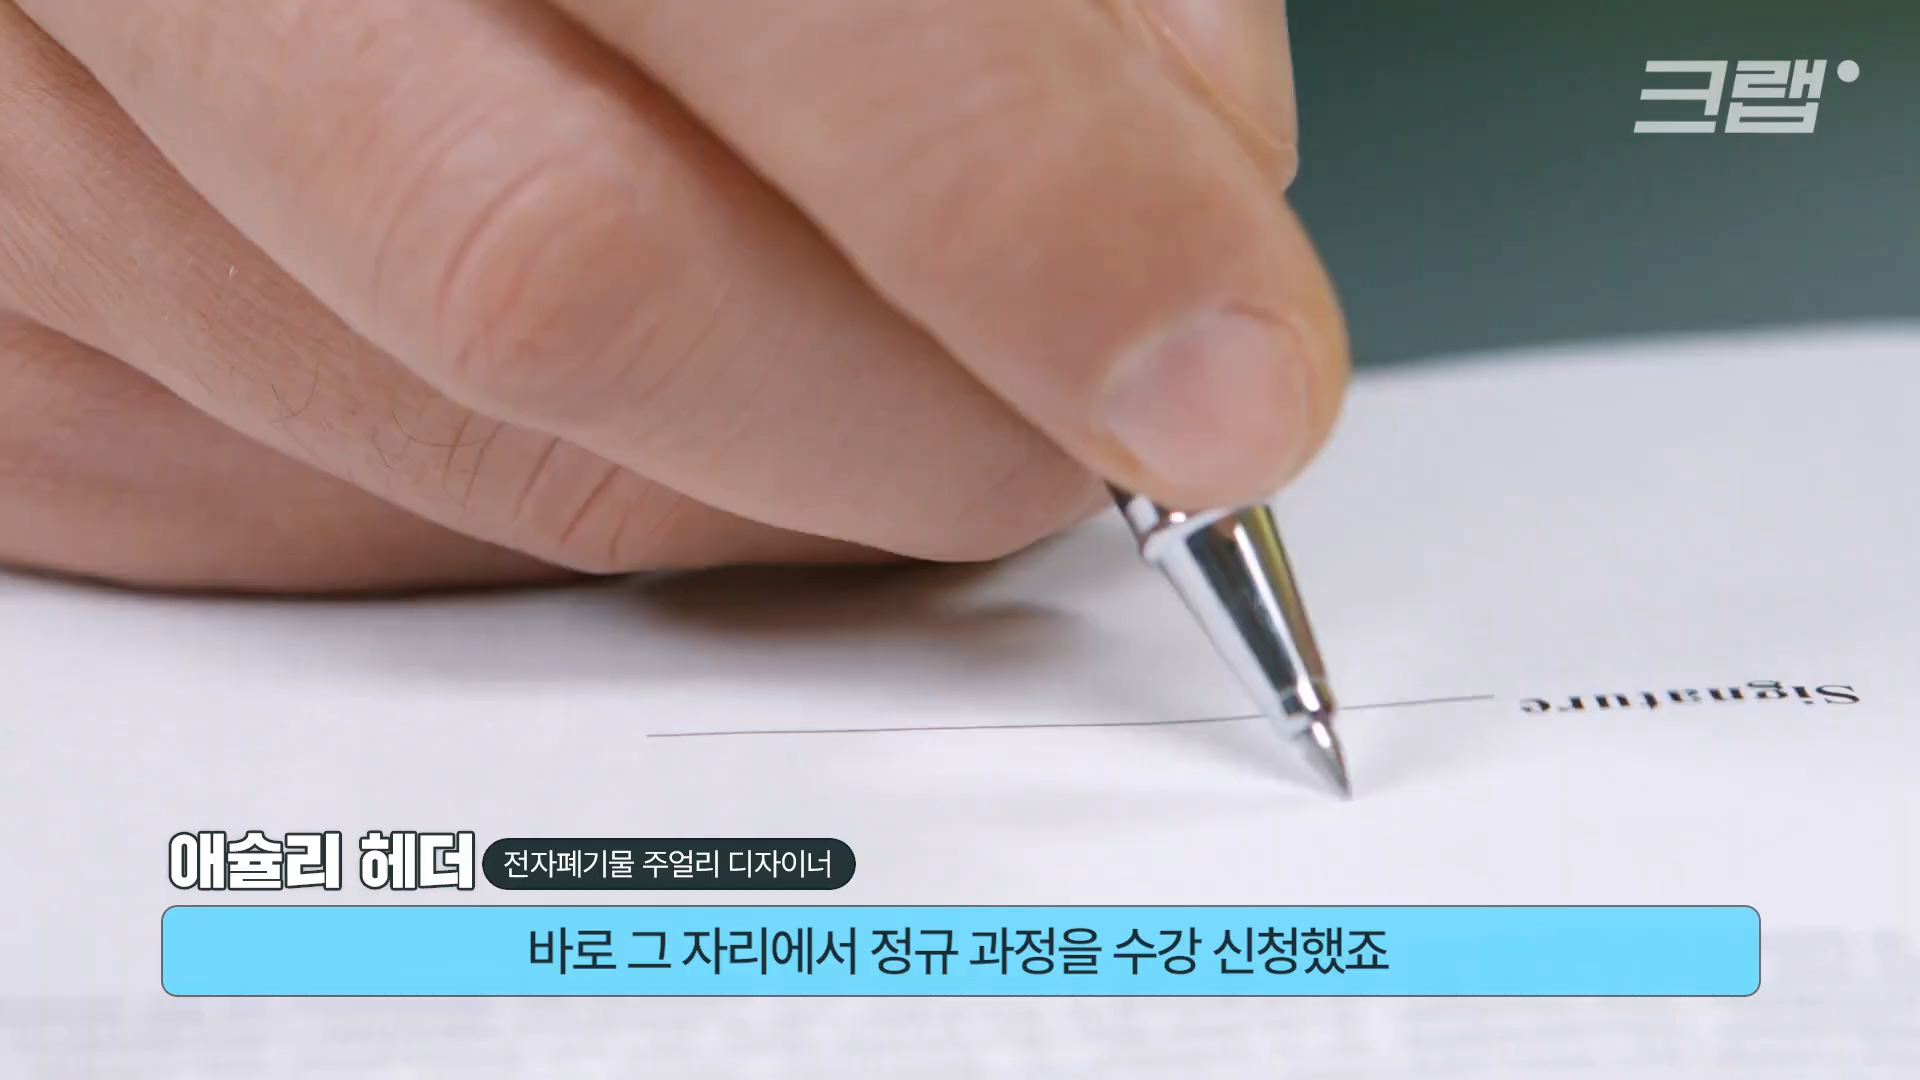 크랩
Signature
애슐리 헤더
전자폐기물 주얼리 디자이너
바로 그 자리에서 정규 과정을 수강 신청했죠